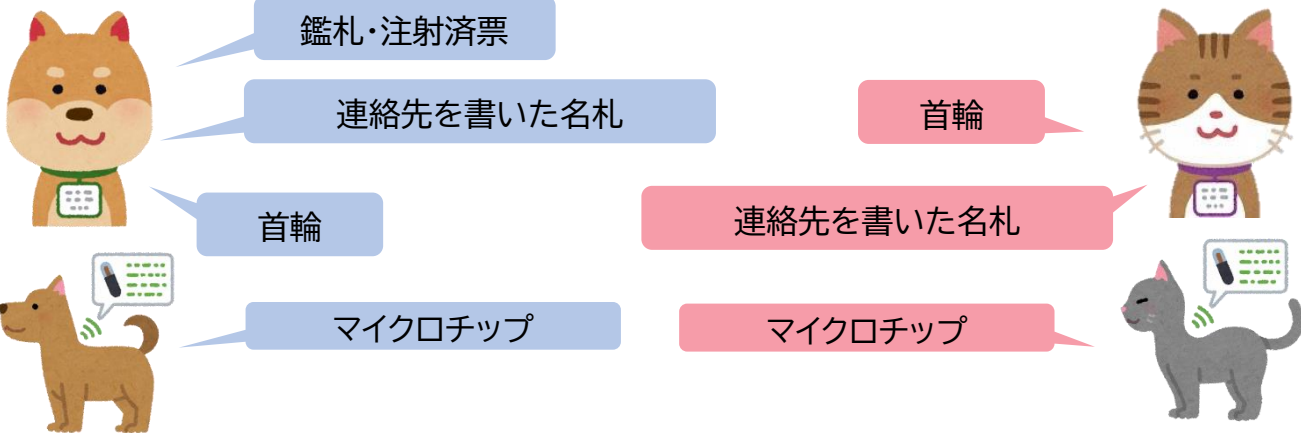 鑑札・注射済票
連絡先を書いた名札
首輪
マイクロチップ
首輪
連絡先を書いた名札
マイクロチップ